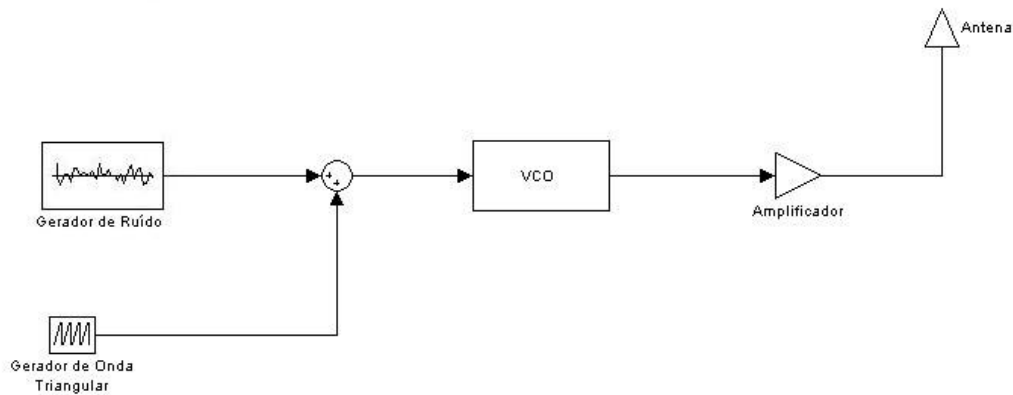 Antena
VCO
Amplificador
Gerador de Ruído
Gerador de Onda
Triangular